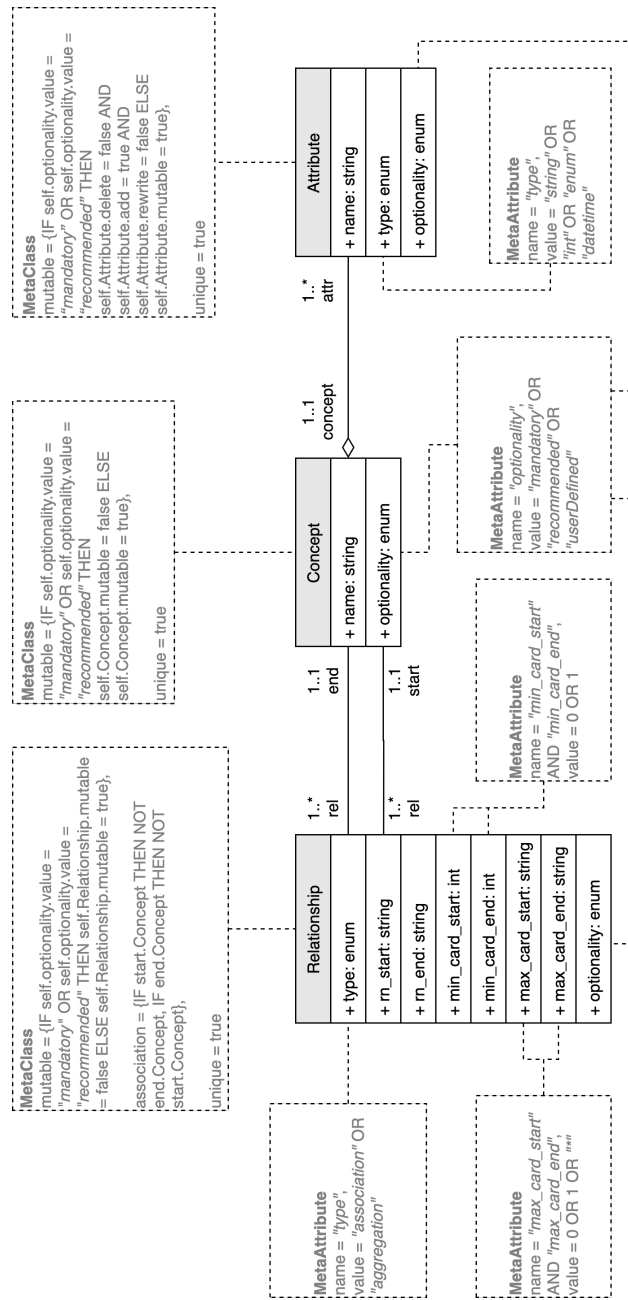 MetaClass
mutable = {IF self.optionality.value =
"mandatory" OR self.optionality.value =
"recommended" THEN self.Relationship.mutable
= false ELSE self.Relationship.mutable = true},
association = {IF start.Concept THEN NOT
end.Concept, IF end.Concept THEN NOT
start.Concept},
unique = true
MetaClass
mutable = {IF self.optionality.value =
"mandatory" OR self.optionality.value =
"recommended" THEN
self.Concept.mutable = false ELSE
self.Concept.mutable = true},
unique = true
MetaClass
mutable = {IF self.optionality.value =
"mandatory" OR self.optionality.value =
"recommended" THEN
self.Attribute.delete = false AND
self.Attribute.add = true AND
self.Attribute.rewrite = false ELSE
self.Attribute.mutable = true},
unique = true
MetaAttribute
name = "type",
value = "association" OR
"aggregation"
Relationship
+ type: enum
+ rn_start: string
+ rn_end: string
+ min_card_start: int
+ min_card_end: int
+ max_card_start: string
+ max_card_end: string
+ optionality: enum
1..*
rel
1..1
end
1..*
rel
1..1
start
Concept
+ name: string
+ optionality: enum
1..1
concept
1..*
attr
Attribute
+ name: string
+ type: enum
+ optionality: enum
MetaAttribute
name = "max_card_start"
AND "max_card_end",
value = 0 OR 1 OR "*"
MetaAttribute
name = "min_card_start"
AND "min_card_end",
value = 0 OR 1
MetaAttribute
name = "optionality",
value = "mandatory" OR
"recommended" OR
"userDefined"
MetaAttribute
name = "type",
value = "string" OR
"int" OR "enum" OR
"datetime"